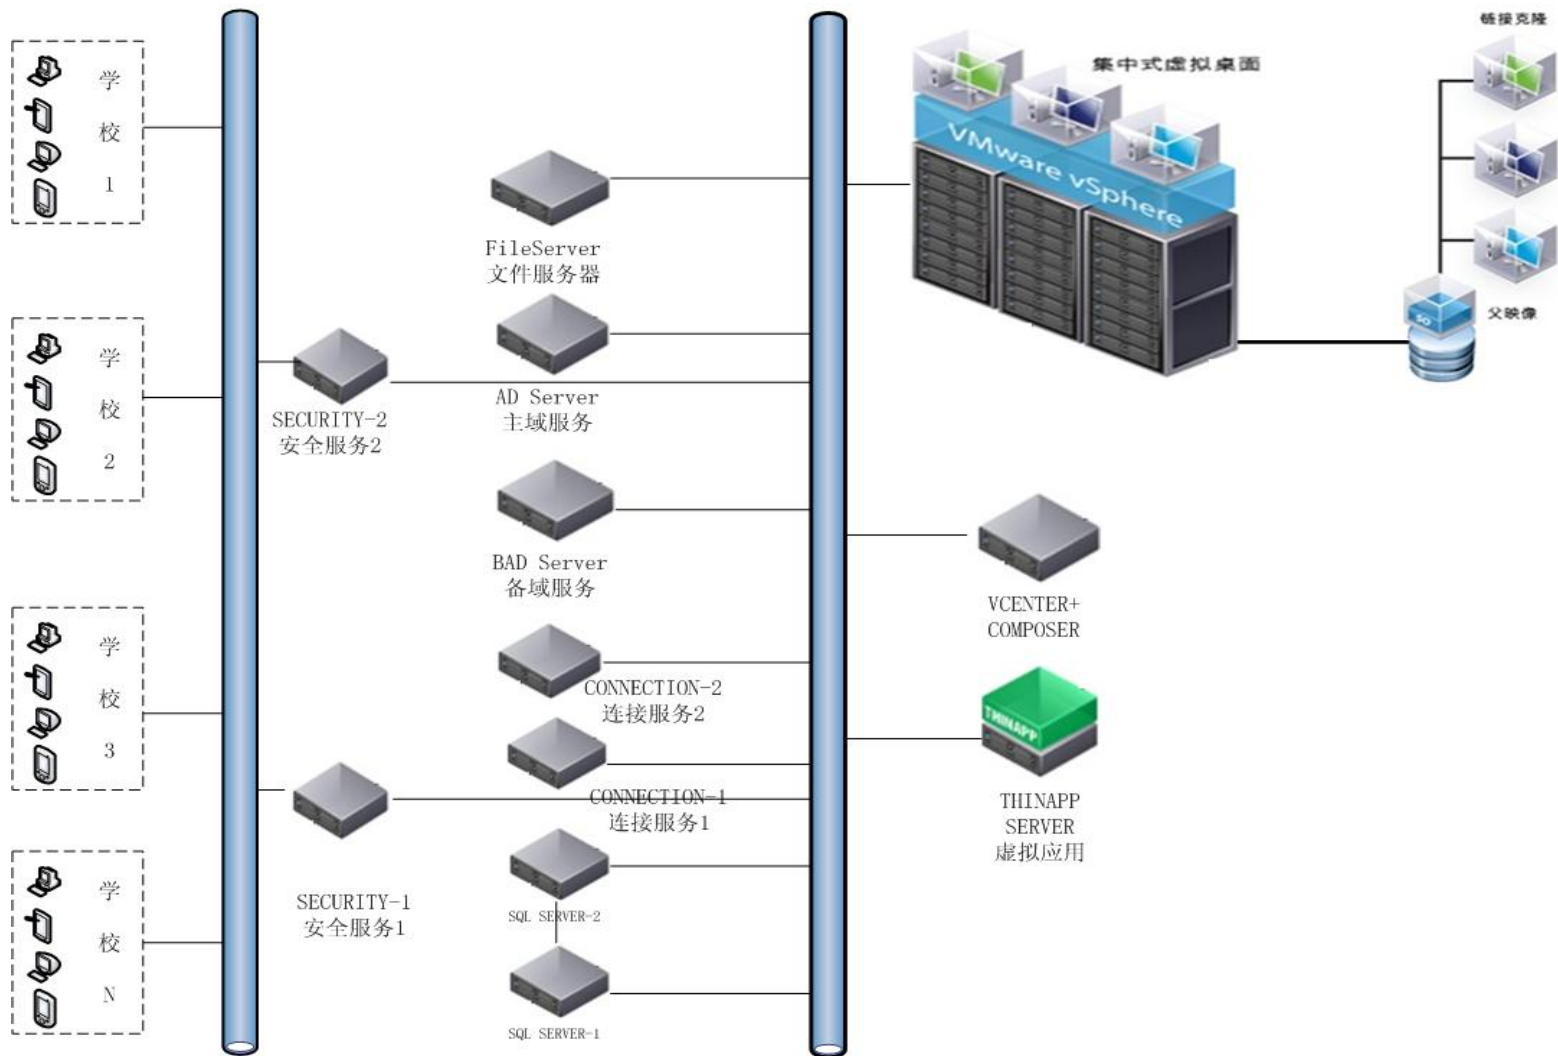 学
校
1
学
校
2
学
校
3
学
校
N
SECURITY-2
安全服务2
SECURITY-1
安全服务1
FileServer
文件服务器
AD Server
主域服务
BAD Server
备域服务
CONNECTION-2
连接服务2
CONNECTION-1
连接服务1
SQL SERVER-2
SQL SERVER-1
集中式虚拟桌面
VMware vSphere
链接克隆
父映像
SO
VCENTER+
COMPOSER
THINAPP
THINAPP
SERVER
虚拟应用